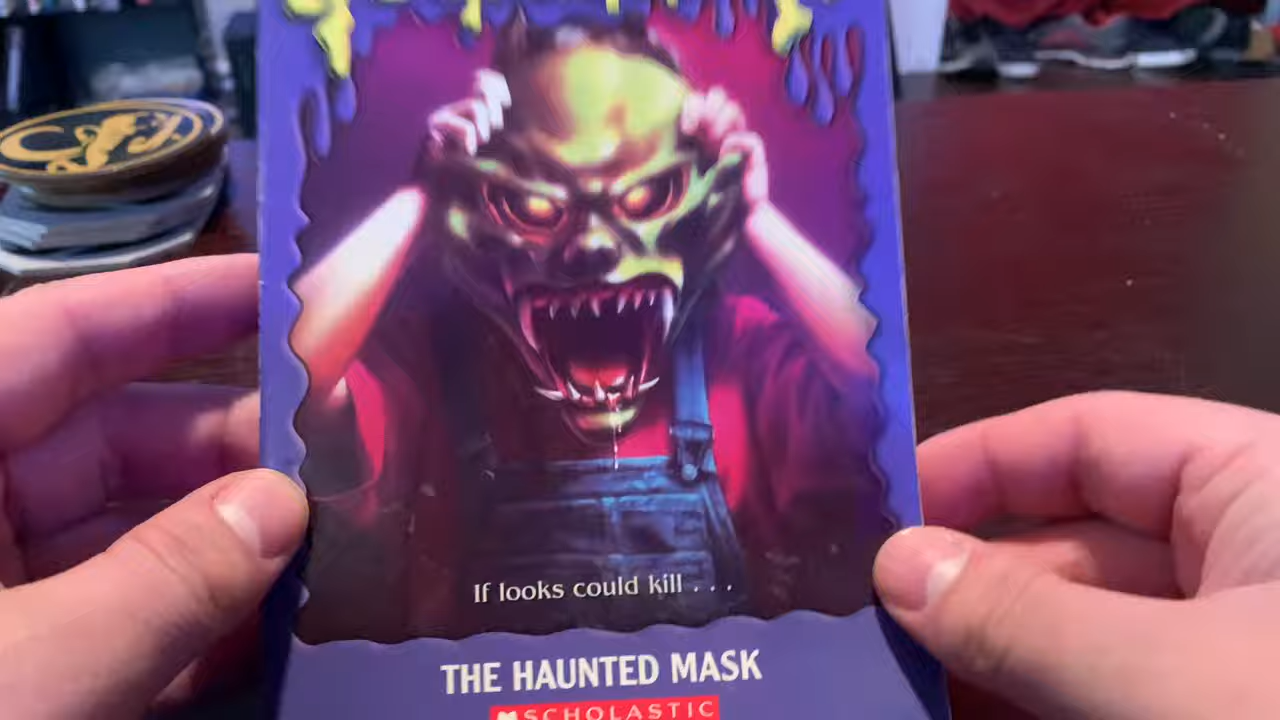 If looks could kill . . .
THE HAUNTED MASK
SCHOLASTIC